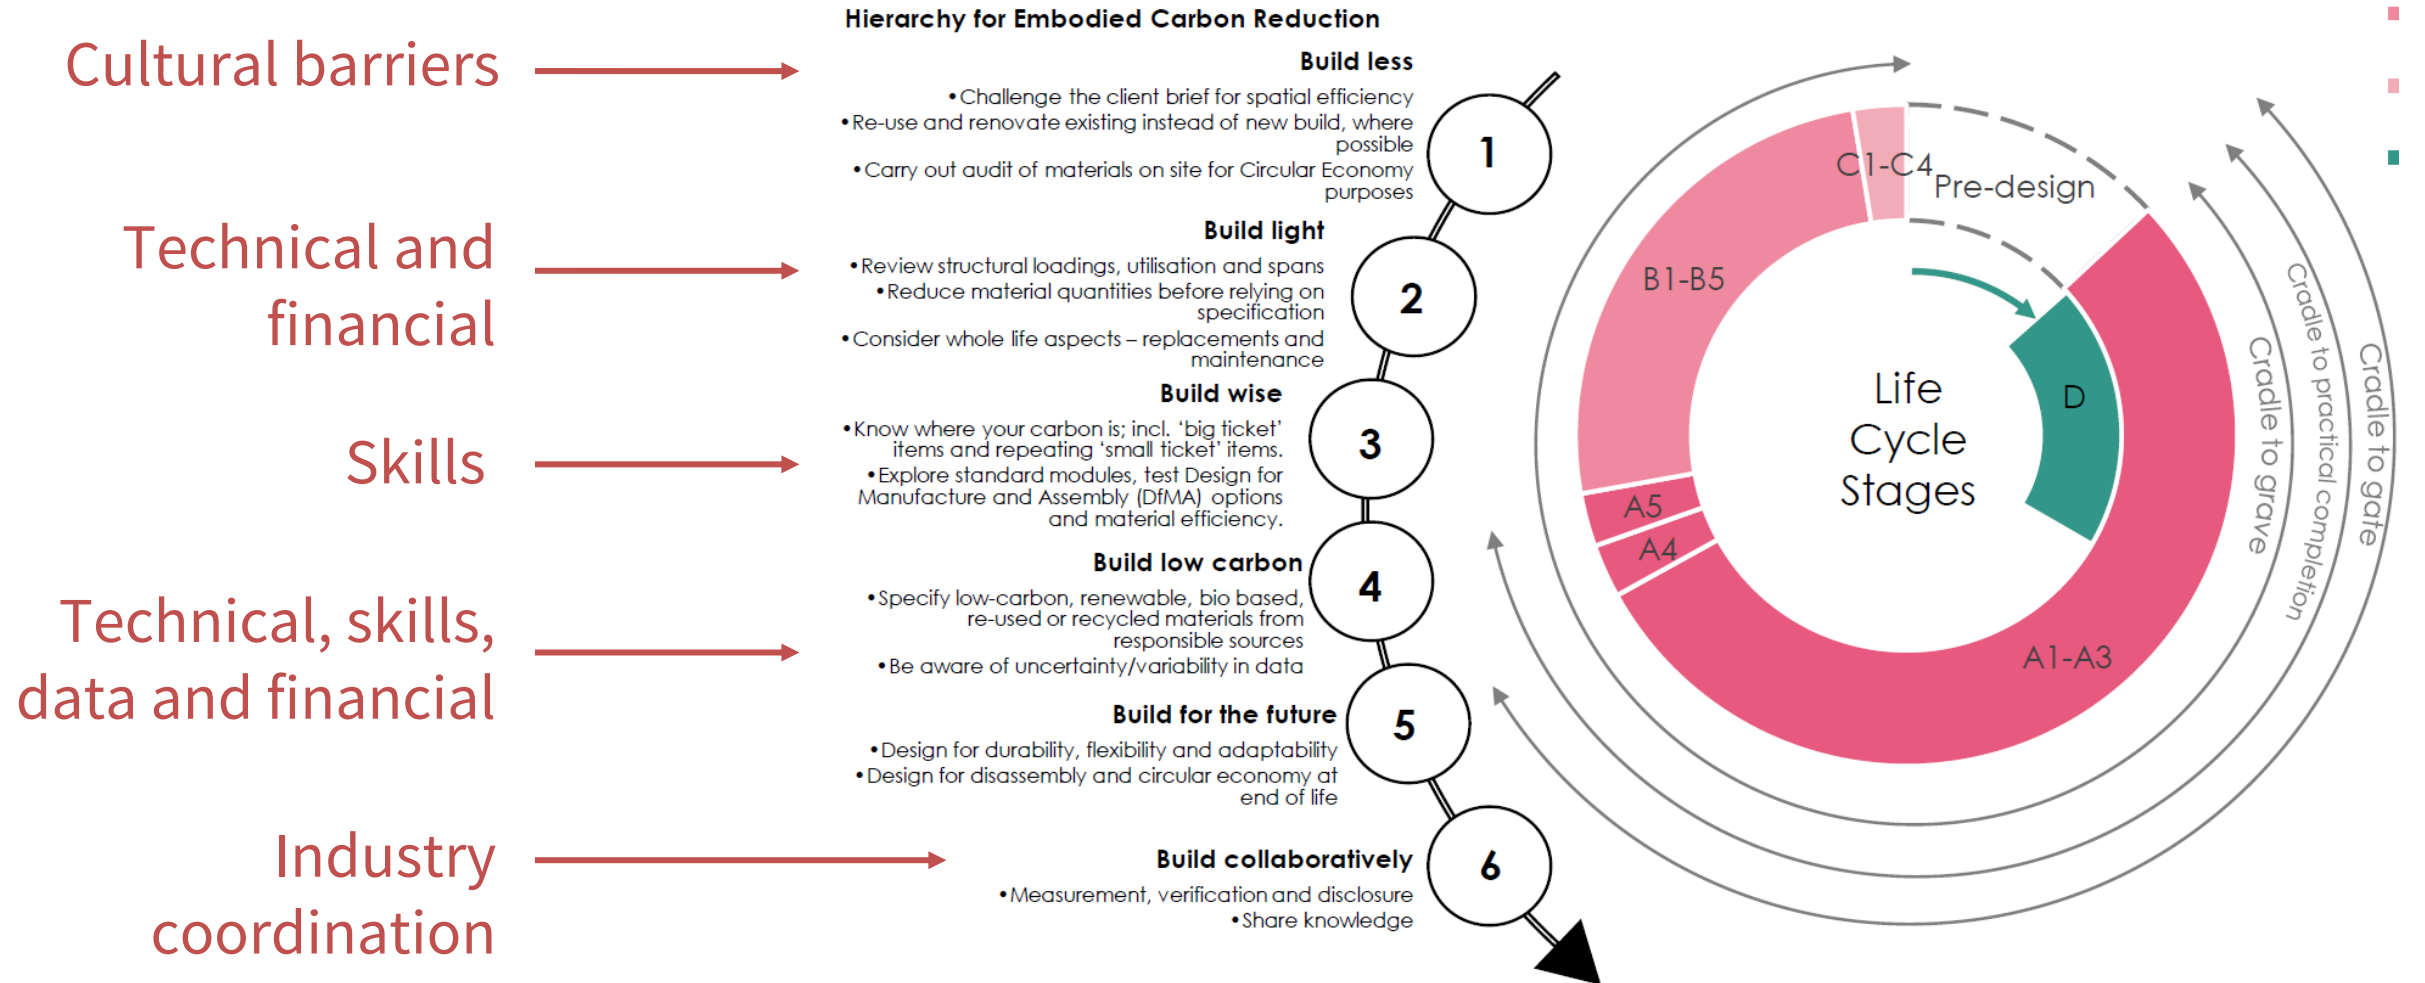 Cultural barriers
Technical and
financial
Skills
Technical, skills,
data and financial
Industry
coordination
Hierarchy for Embodied Carbon Reduction
Build less
•Challenge the client brief for spatial efficiency
•Re-use and renovate existing instead of new build, where
possible
•Carry out audit of materials on site for Circular Economy
purposes
1
Build light
•Review structural loadings, utilisation and spans
•Reduce material quantities before relying on
specification
•Consider whole life aspects – replacements and
maintenance
2
Build wise
•Know where your carbon is; incl. ‘big ticket’
items and repeating ‘small ticket’ items.
•Explore standard modules, test Design for
Manufacture and Assembly (DfMA) options
and material efficiency.
3
Build low carbon
•Specify low-carbon, renewable, bio based,
re-used or recycled materials from
responsible sources
•Be aware of uncertainty/variability in data
4
Build for the future
•Design for durability, flexibility and adaptability
•Design for disassembly and circular economy at
end of life
5
Build collaboratively
•Measurement, verification and disclosure
•Share knowledge
6
C1-C4
Pre-design
B1-B5
D
Life
Cycle
Stages
A5
A4
A1-A3
Cradle to grave
Cradle to practical completion
Cradle to gate